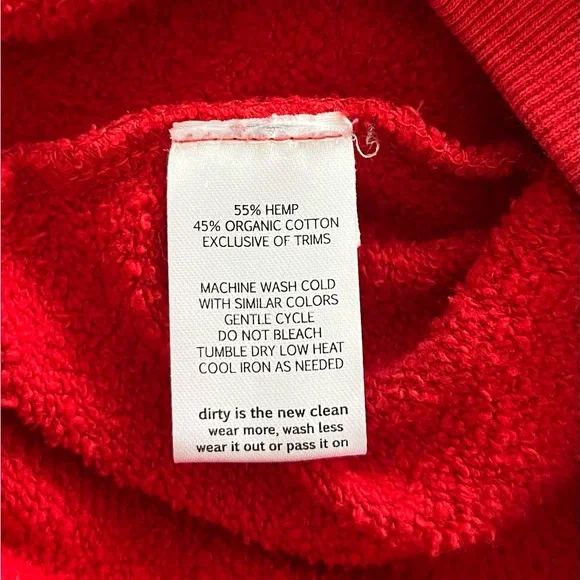 55% HEMP
45% ORGANIC COTTON
EXCLUSIVE OF TRIMS
MACHINE WASH COLD
WITH SIMILAR COLORS
GENTLE CYCLE
DO NOT BLEACH
TUMBLE DRY LOW HEAT
COOL IRON AS NEEDED
dirty is the new clean
wear more, wash less
wear it out or pass it on